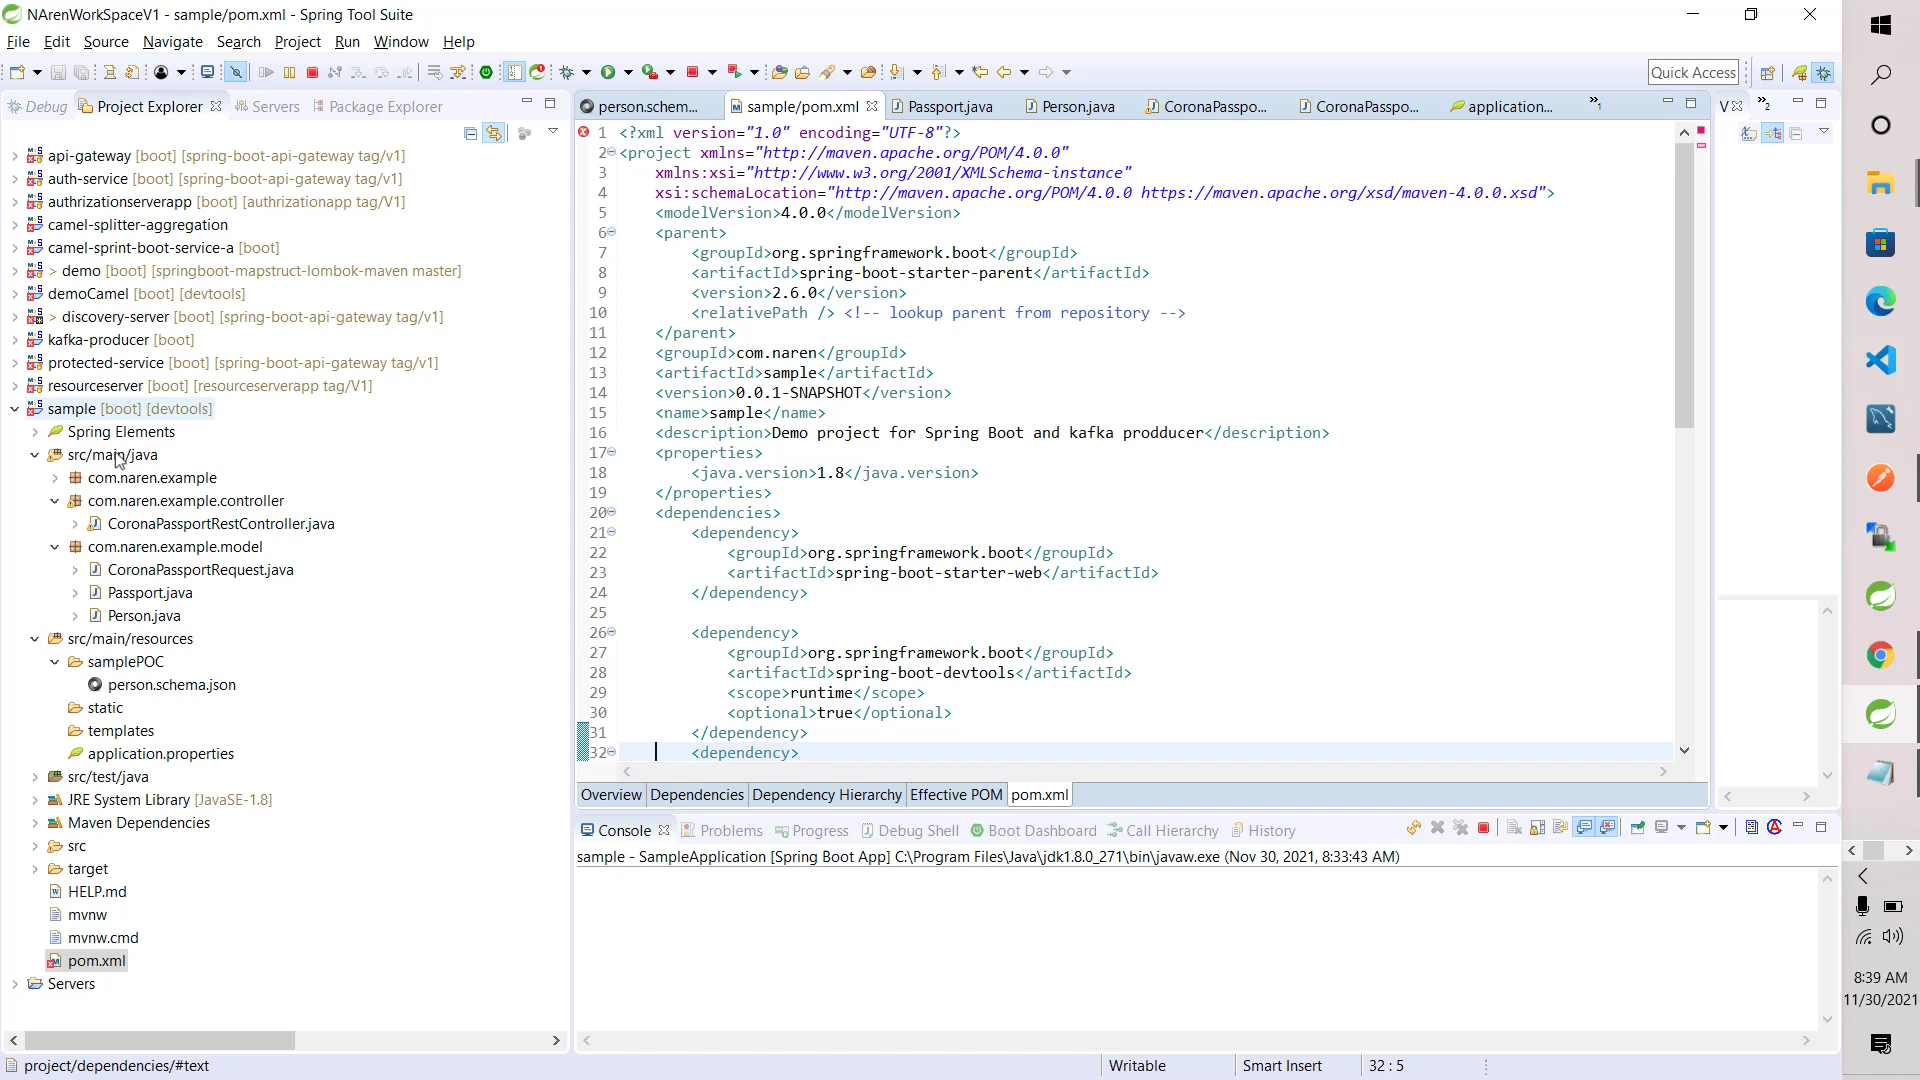 NArenWorkSpaceV1 - sample/pom.xml - Spring Tool Suite
File Edit Source Navigate Search Project Run Window Help
Quick Access
Debug Project Explorer Servers Package Explorer
api-gateway [boot] [spring-boot-api-gateway tag/v1]
auth-service [boot] [spring-boot-api-gateway tag/v1]
authrizationserverapp [boot] [authrizationapp tag/V1]
camel-splitter-aggregation
camel-sprint-boot-service-a [boot]
> demo [boot] [springboot-mapstruct-lombok-maven master]
demoCamel [boot] [devtools]
> discovery-server [boot] [spring-boot-api-gateway tag/v1]
kafka-producer [boot]
protected-service [boot] [spring-boot-api-gateway tag/v1]
resourceserver [boot] [resourceserverapp tag/V1]
sample [boot] [devtools]
Spring Elements
src/main/java
com.naren.example
com.naren.example.controller
CoronaPassportRestController.java
com.naren.example.model
CoronaPassportRequest.java
Passport.java
Person.java
src/main/resources
samplePOC
person.schema.json
static
templates
application.properties
src/test/java
JRE System Library [JavaSE-1.8]
Maven Dependencies
src
target
HELP.md
mvnw
mvnw.cmd
pom.xml
Servers
person.schem... sample/pom.xml Passport.java Person.java CoronaPasspo... CoronaPasspo... application... »1
V »2
1 <?xml version="1.0" encoding="UTF-8"?>
2 <project xmlns="http://maven.apache.org/POM/4.0.0"
3 xmlns:xsi="http://www.w3.org/2001/XMLSchema-instance"
4 xsi:schemaLocation="http://maven.apache.org/POM/4.0.0 https://maven.apache.org/xsd/maven-4.0.0.xsd">
5 <modelVersion>4.0.0</modelVersion>
6 <parent>
7 <groupId>org.springframework.boot</groupId>
8 <artifactId>spring-boot-starter-parent</artifactId>
9 <version>2.6.0</version>
10 <relativePath /> <!-- lookup parent from repository -->
11 </parent>
12 <groupId>com.naren</groupId>
13 <artifactId>sample</artifactId>
14 <version>0.0.1-SNAPSHOT</version>
15 <name>sample</name>
16 <description>Demo project for Spring Boot and kafka prodducer</description>
17 <properties>
18 <java.version>1.8</java.version>
19 </properties>
20 <dependencies>
21 <dependency>
22 <groupId>org.springframework.boot</groupId>
23 <artifactId>spring-boot-starter-web</artifactId>
24 </dependency>
25
26 <dependency>
27 <groupId>org.springframework.boot</groupId>
28 <artifactId>spring-boot-devtools</artifactId>
29 <scope>runtime</scope>
30 <optional>true</optional>
31 </dependency>
32 <dependency>
Overview Dependencies Dependency Hierarchy Effective POM pom.xml
Console Problems Progress Debug Shell Boot Dashboard Call Hierarchy History
sample - SampleApplication [Spring Boot App] C:\Program Files\Java\jdk1.8.0_271\bin\javaw.exe (Nov 30, 2021, 8:33:43 AM)
project/dependencies/#text
Writable
Smart Insert
32 : 5
8:39 AM
11/30/2021